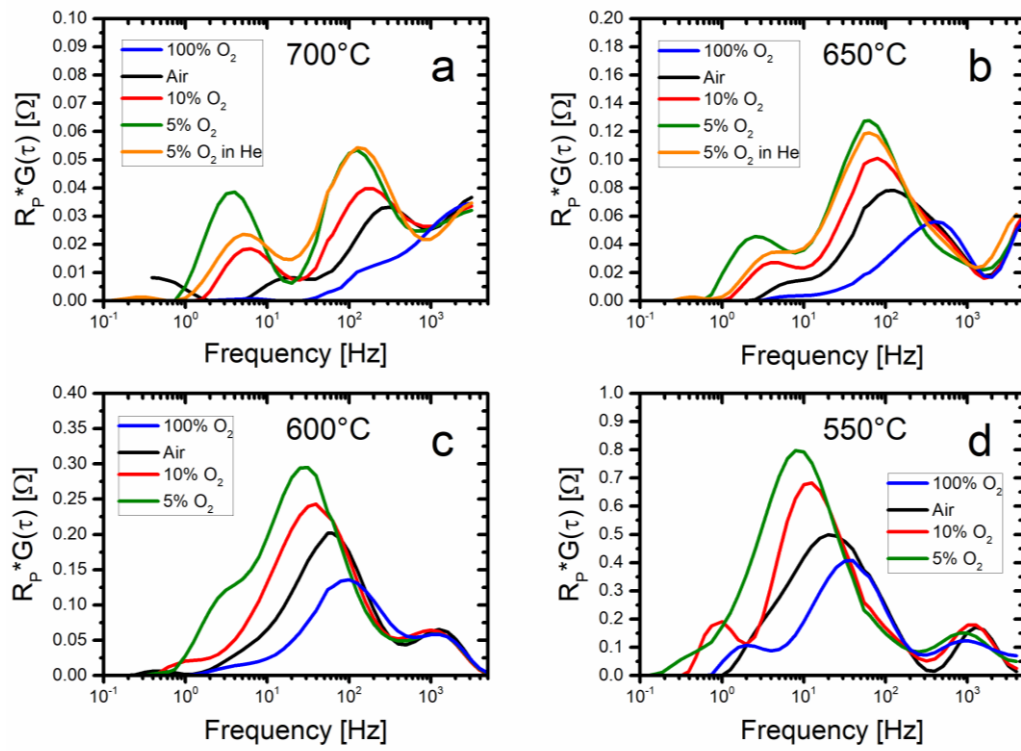 0.10
0.09
0.08
0.07
0.06
0.05
0.04
0.03
0.02
0.01
0.00
R_P*G(τ) [Ω]
100% O₂
Air
10% O₂
5% O₂
5% O₂ in He
700°C
a
10⁻¹ 10⁰ 10¹ 10² 10³
Frequency [Hz]
0.20
0.18
0.16
0.14
0.12
0.10
0.08
0.06
0.04
0.02
0.00
R_P*G(τ) [Ω]
100% O₂
Air
10% O₂
5% O₂
5% O₂ in He
650°C
b
10⁻¹ 10⁰ 10¹ 10² 10³
Frequency [Hz]
0.40
0.35
0.30
0.25
0.20
0.15
0.10
0.05
0.00
R_P*G(τ) [Ω]
100% O₂
Air
10% O₂
5% O₂
600°C
c
10⁻¹ 10⁰ 10¹ 10² 10³
Frequency [Hz]
1.0
0.9
0.8
0.7
0.6
0.5
0.4
0.3
0.2
0.1
0.0
R_P*G(τ) [Ω]
550°C
d
100% O₂
Air
10% O₂
5% O₂
10⁻¹ 10⁰ 10¹ 10² 10³
Frequency [Hz]